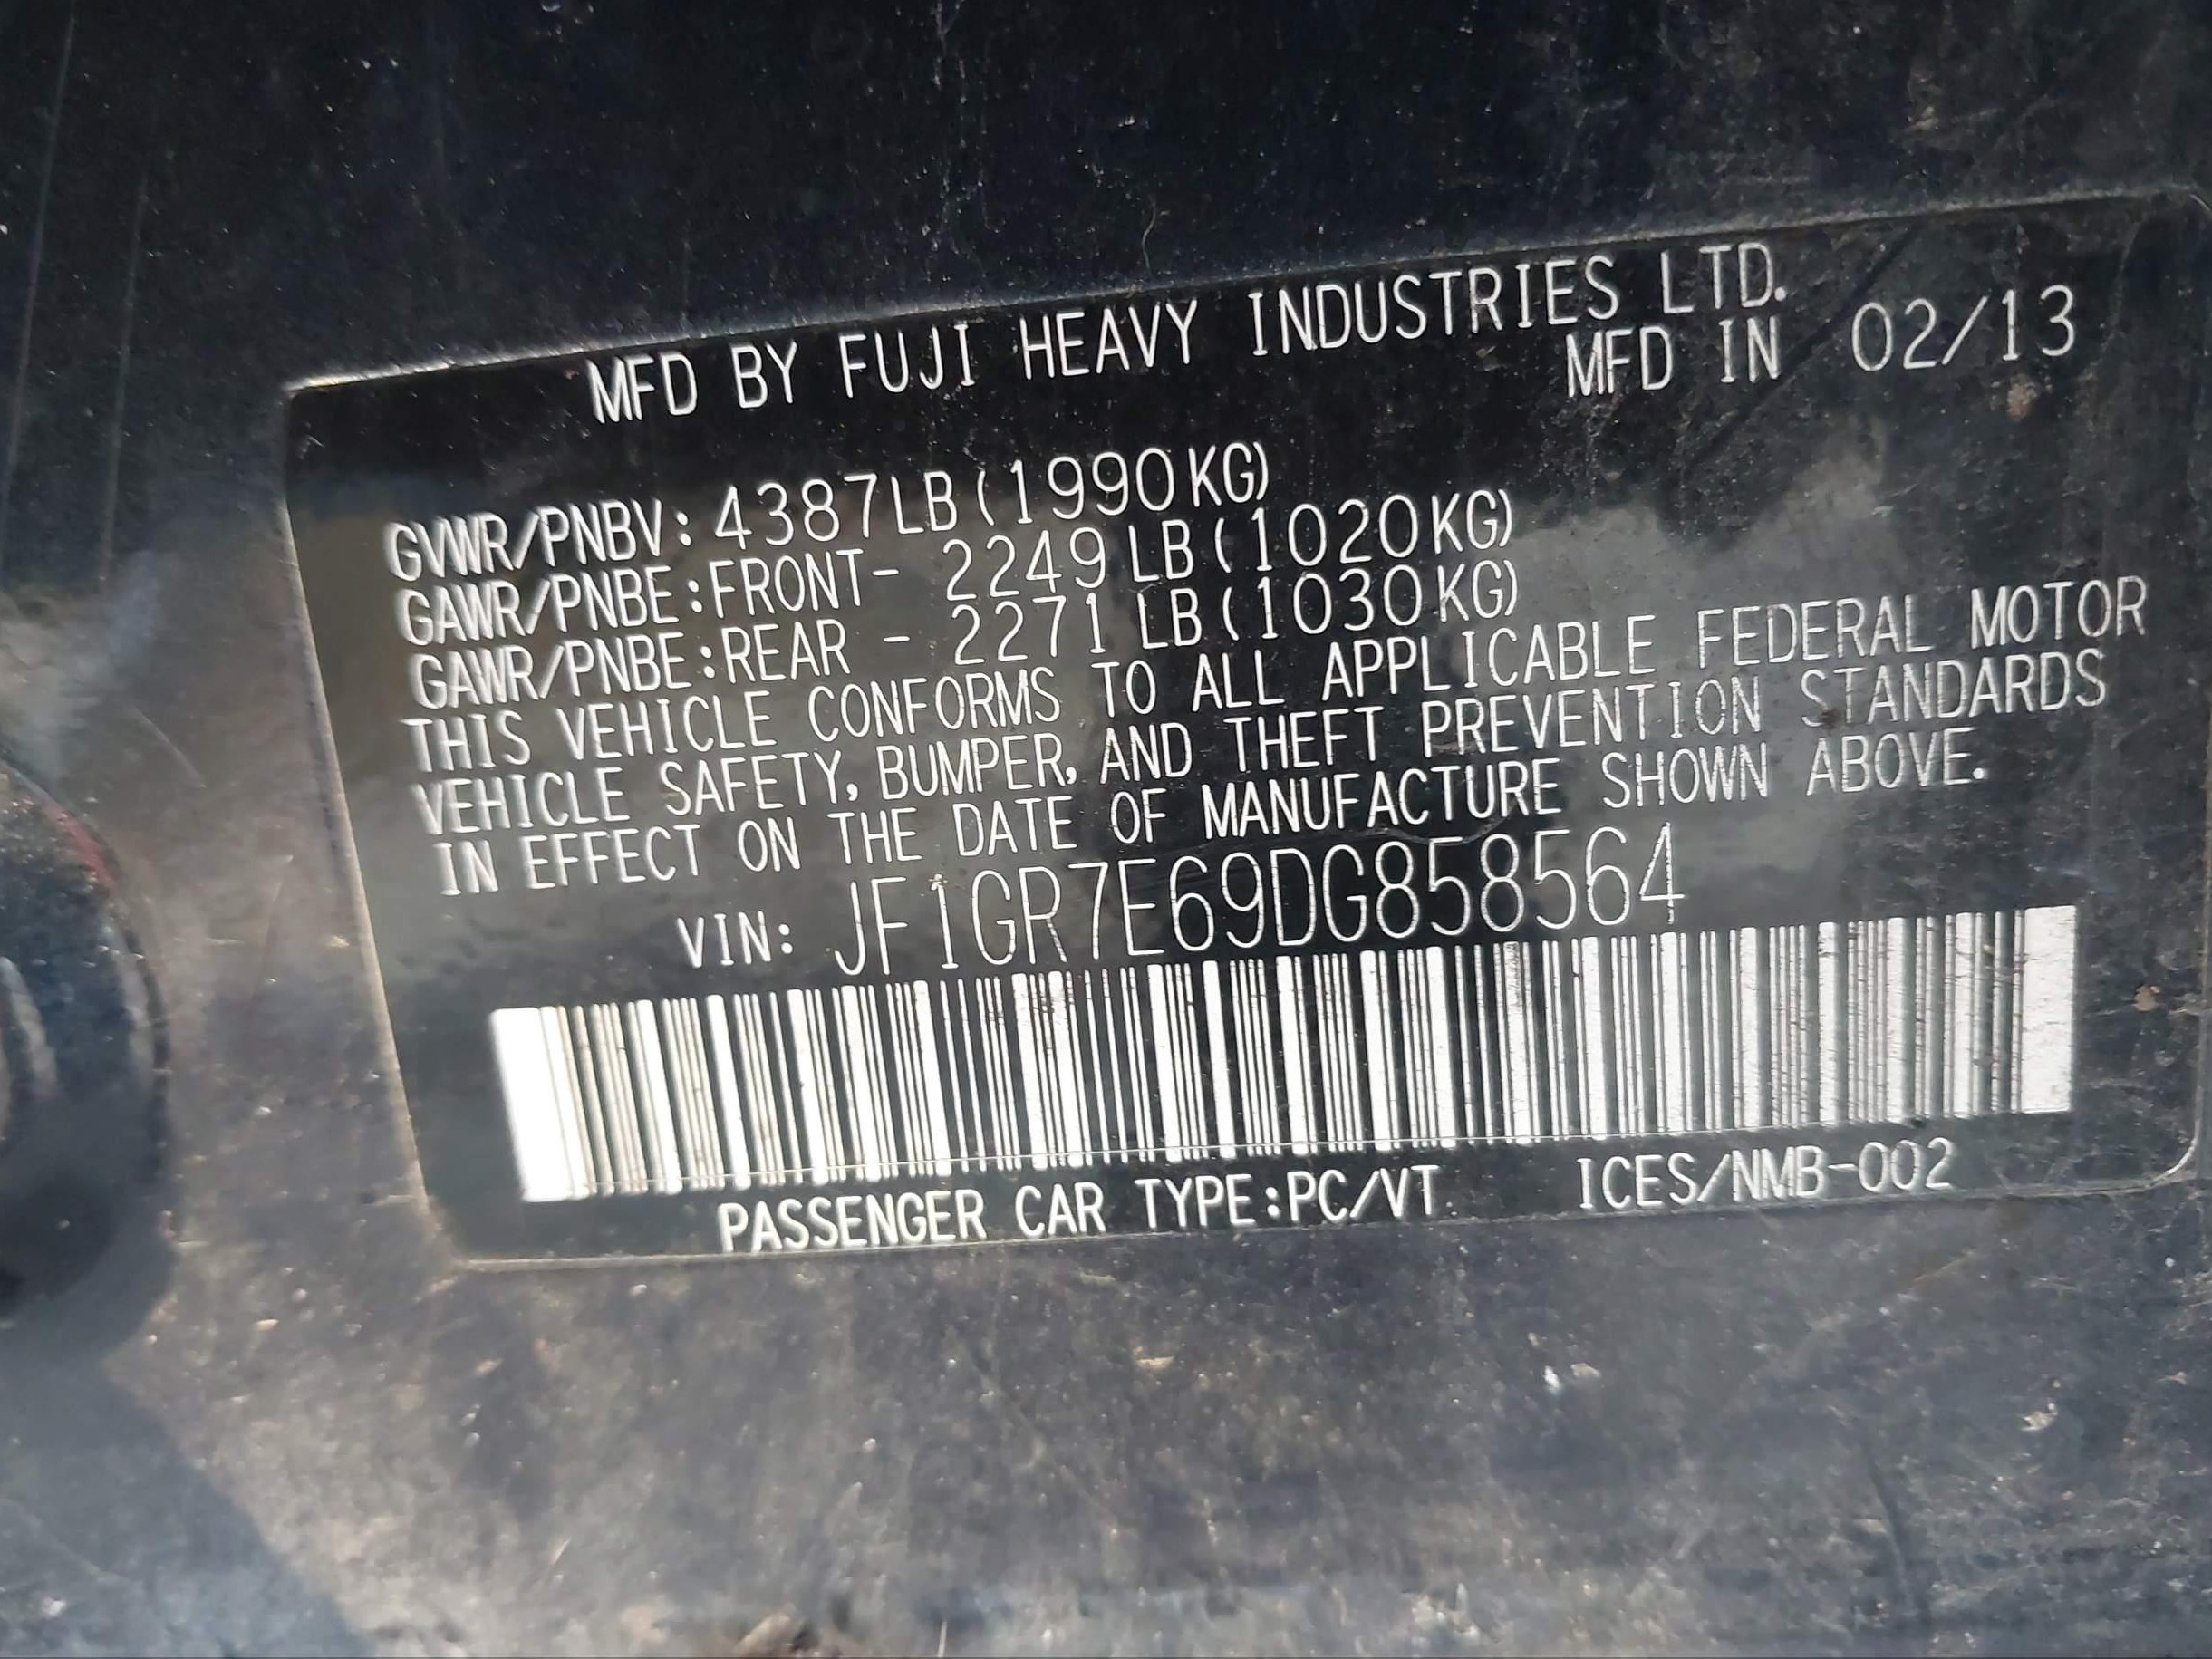 MFD BY FUJI HEAVY INDUSTRIES LTD.
MFD IN 02/13
GVWR/PNBV: 4387LB(1990KG)
GAWR/PNBE:FRONT- 2249LB(1020KG)
GAWR/PNBE:REAR - 2271LB(1030KG)
THIS VEHICLE CONFORMS TO ALL APPLICABLE FEDERAL MOTOR
VEHICLE SAFETY, BUMPER, AND THEFT PREVENTION STANDARDS
IN EFFECT ON THE DATE OF MANUFACTURE SHOWN ABOVE.
VIN: JF1GR7E69DG858564
PASSENGER CAR TYPE:PC/VT ICES/NMB-002